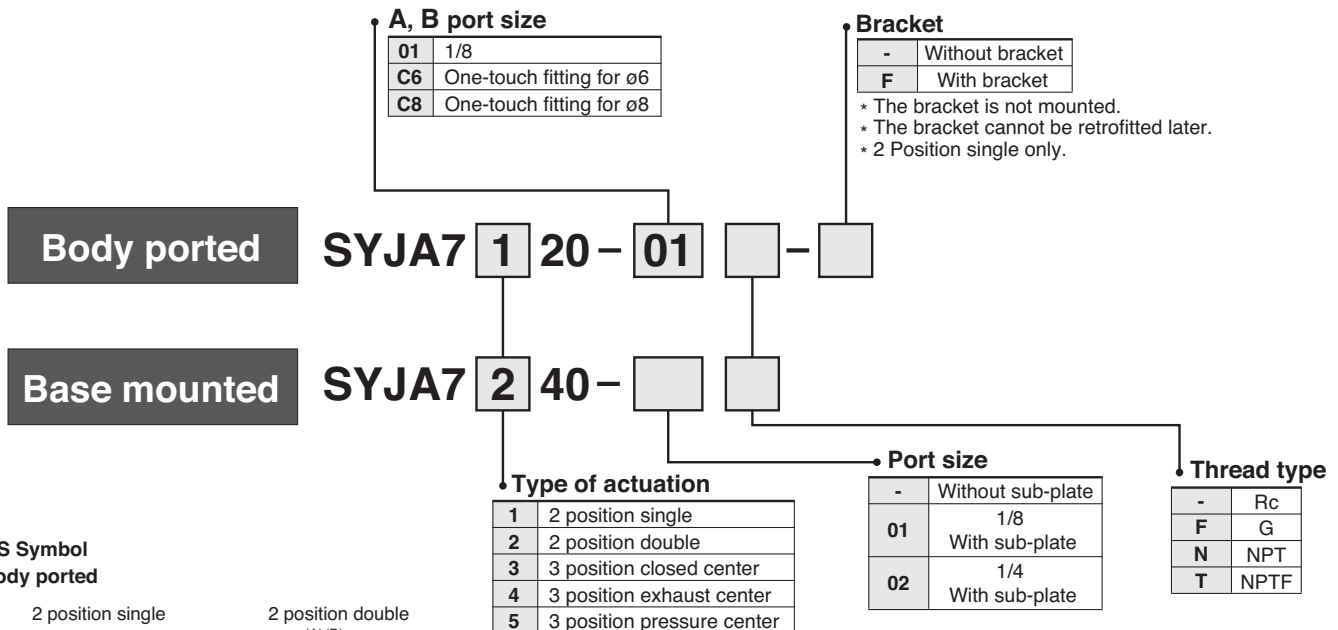 A, B port size
01 1/8
C6 One-touch fitting for ø6
C8 One-touch fitting for ø8
Bracket
- Without bracket
F With bracket
* The bracket is not mounted.
* The bracket cannot be retrofitted later.
* 2 Position single only.
Body ported SYJA7 1 20 – 01 –
Base mounted SYJA7 2 40 –
Type of actuation
1 2 position single
2 2 position double
3 3 position closed center
4 3 position exhaust center
5 3 position pressure center
Port size
- Without sub-plate
01 1/8 With sub-plate
02 1/4 With sub-plate
Thread type
- Rc
F G
N NPT
T NPTF
S Symbol
ody ported
2 position single 2 position double